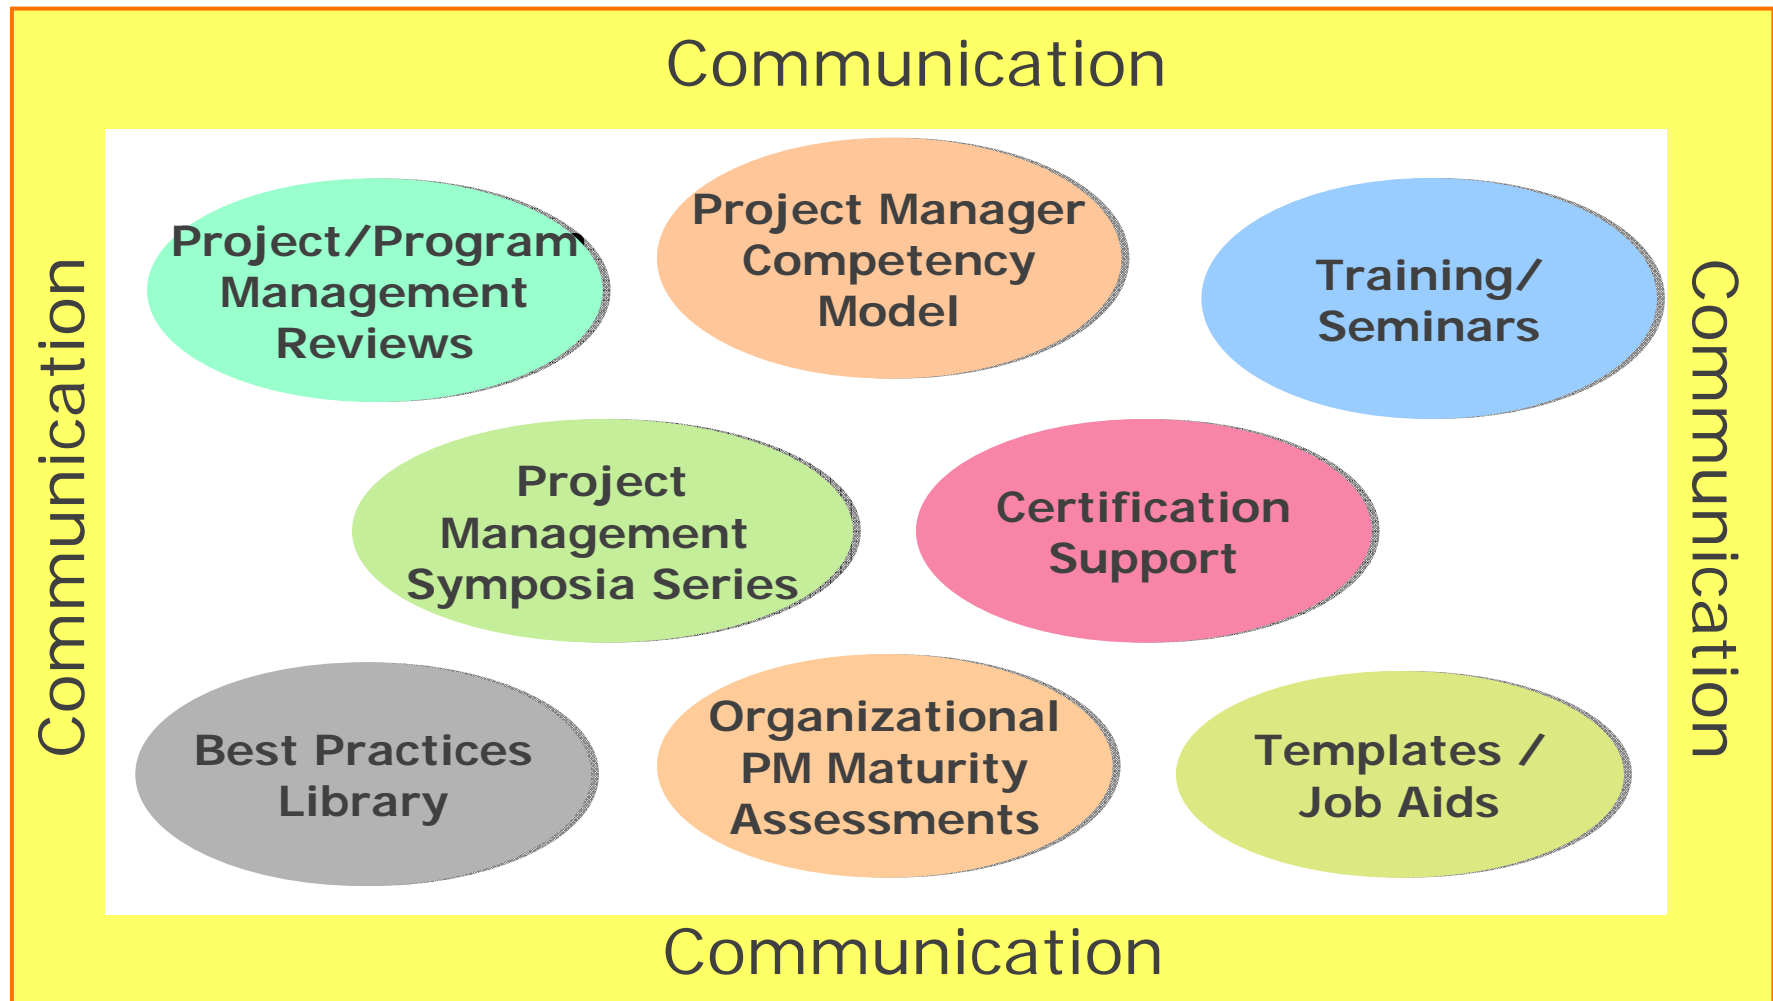 Communication
Communication
Project/Program
Management
Reviews
Project Manager
Competency
Model
Training/
Seminars
Communication
Project
Management
Symposia Series
Certification
Support
Best Practices
Library
Organizational
PM Maturity
Assessments
Templates /
Job Aids
Communication